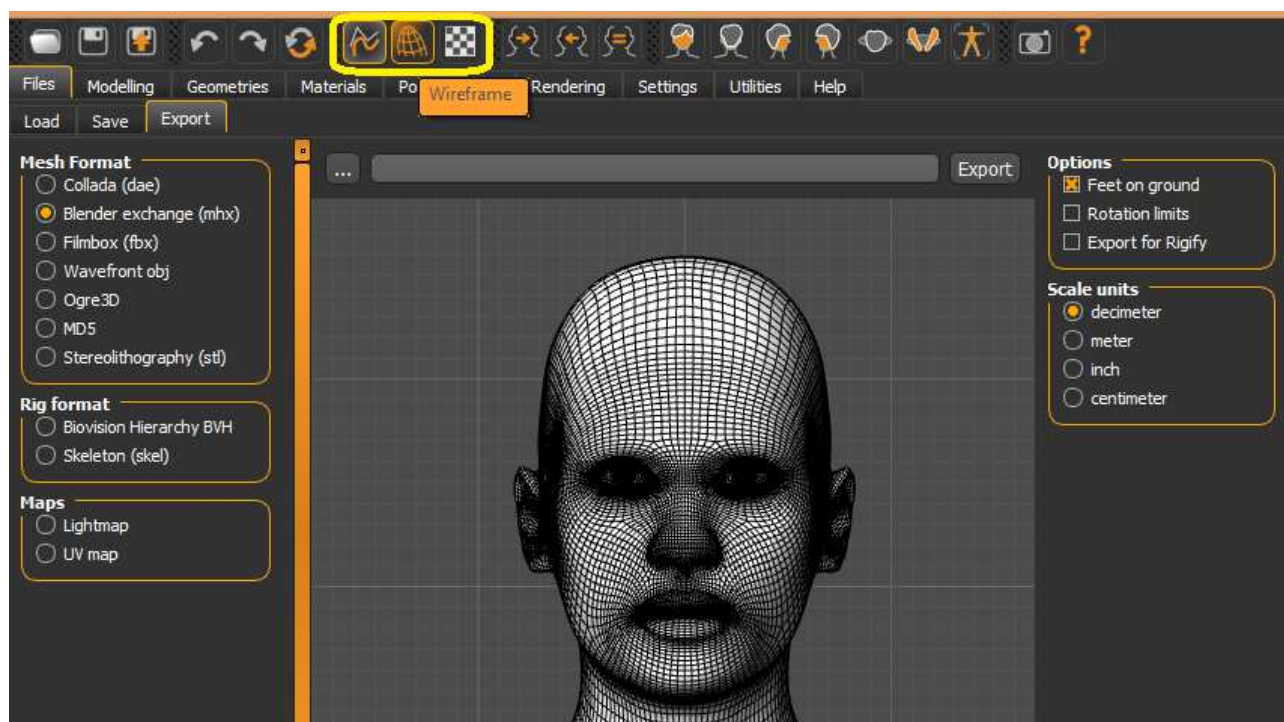 ?
Files Modelling Geometries Materials Po Rendering Settings Utilities Help
Wireframe
Load Save Export
... Export
Mesh Format
Collada (dae)
Blender exchange (mhx)
Filmbox (fbx)
Wavefront obj
Ogre3D
MD5
Stereolithography (stl)
Rig format
Biovision Hierarchy BVH
Skeleton (skel)
Maps
Lightmap
UV map
Options
Feet on ground
Rotation limits
Export for Rigify
Scale units
decimeter
meter
inch
centimeter